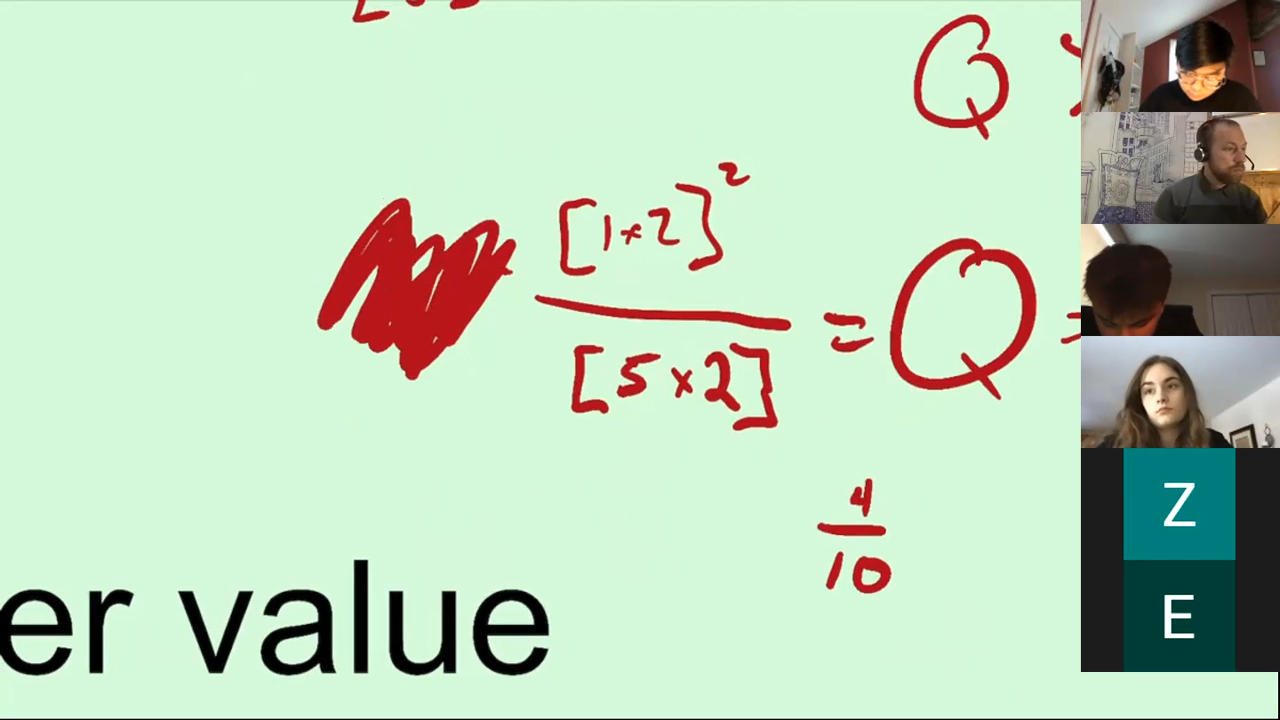 Q
[1×2]²
= Q =
[5×2]
4
10
er value
Z
E